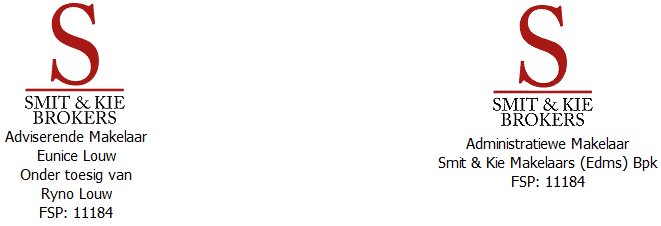 S
SMIT & KIE
BROKERS
Adviserende Makelaar
Eunice Louw
Onder toesig van
Ryno Louw
FSP: 11184
S
SMIT & KIE
BROKERS
Administratiewe Makelaar
Smit & Kie Makelaars (Edms) Bpk
FSP: 11184